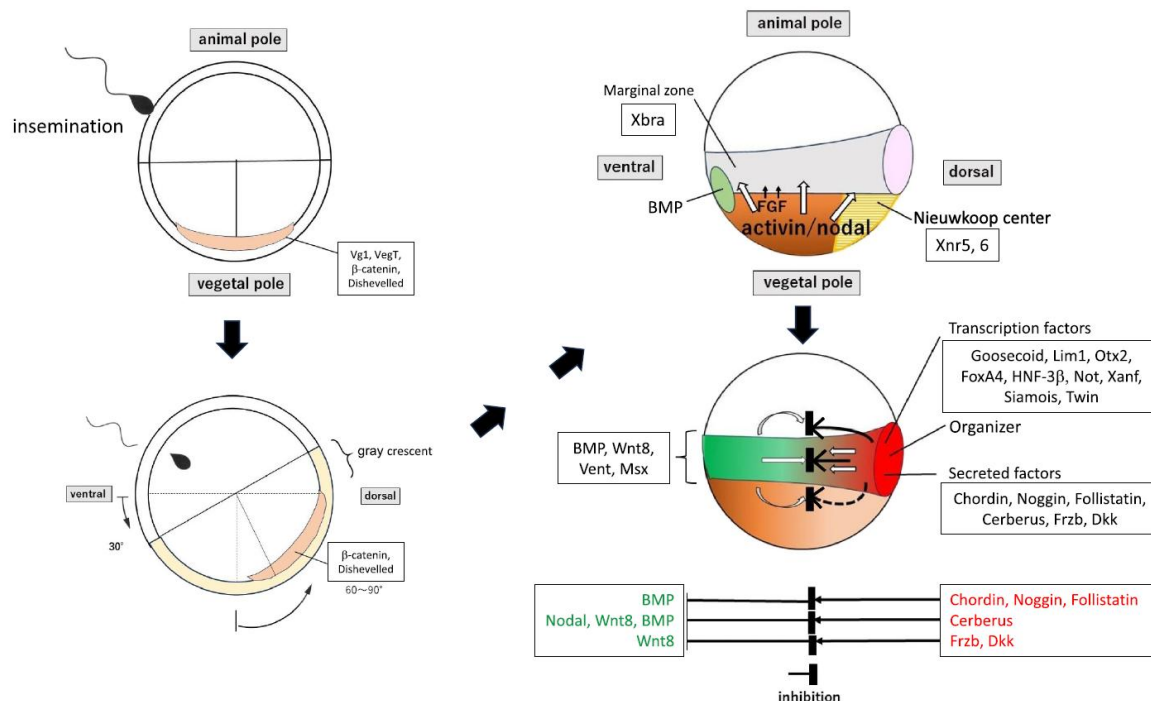 animal pole
insemination
Vg1, VegT,
β-catenin,
Dishevelled
vegetal pole
gray crescent
ventral
dorsal
30°
β-catenin,
Dishevelled
60～90°
animal pole
Marginal zone
Xbra
ventral
dorsal
BMP
FGF
activin/nodal
Nieuwkoop center
Xnr5, 6
vegetal pole
Transcription factors
Goosecoid, Lim1, Otx2,
FoxA4, HNF-3β, Not, Xanf,
Siamois, Twin
Organizer
BMP, Wnt8,
Vent, Msx
Secreted factors
Chordin, Noggin, Follistatin,
Cerberus, Frzb, Dkk
BMP
Nodal, Wnt8, BMP
Wnt8
Chordin, Noggin, Follistatin
Cerberus
Frzb, Dkk
inhibition